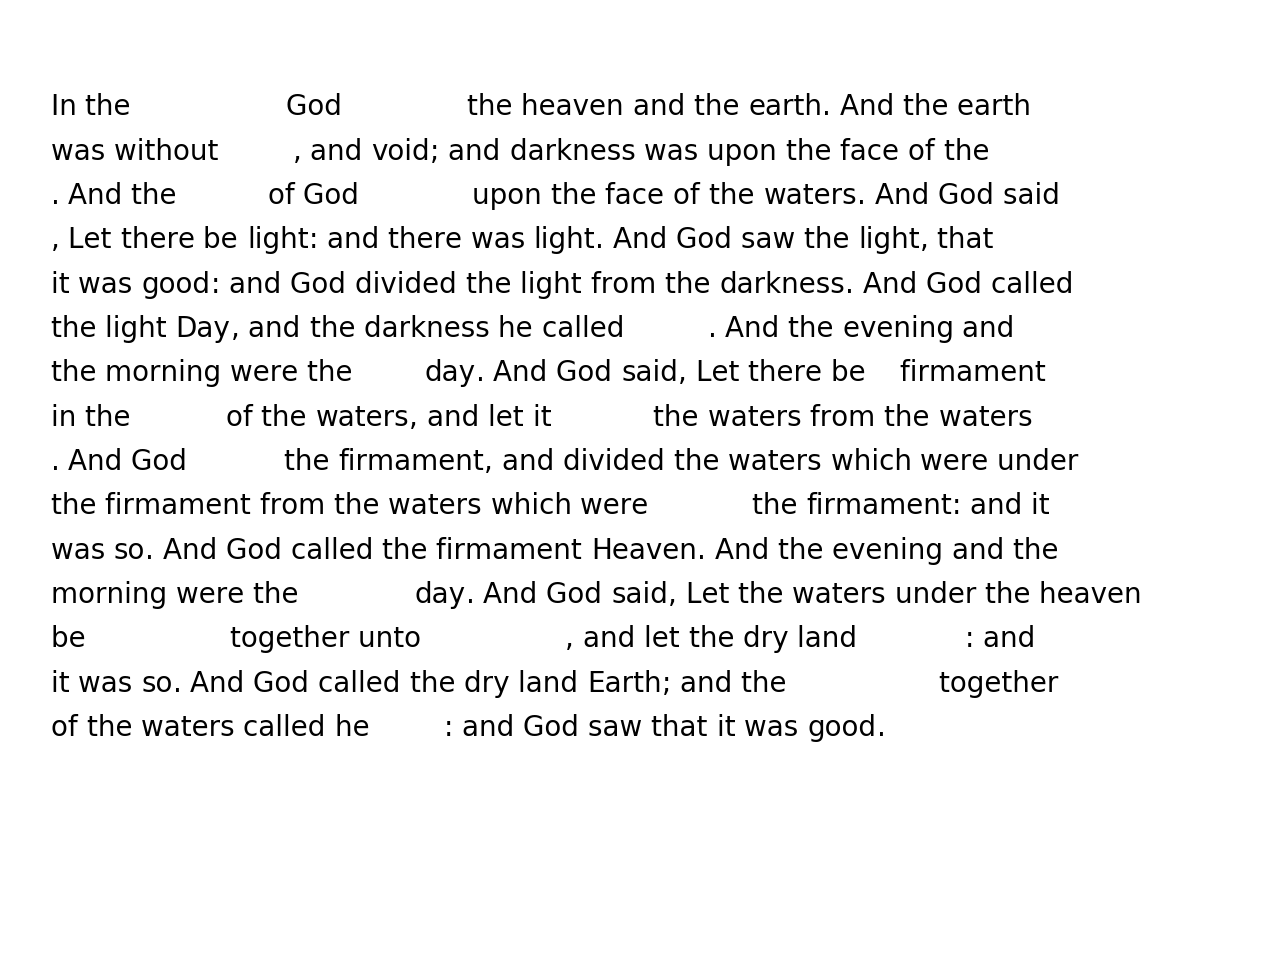 In the God the heaven and the earth. And the earth
was without , and void; and darkness was upon the face of the
. And the of God upon the face of the waters. And God said
, Let there be light: and there was light. And God saw the light, that
it was good: and God divided the light from the darkness. And God called
the light Day, and the darkness he called . And the evening and
the morning were the day. And God said, Let there be firmament
in the of the waters, and let it the waters from the waters
. And God the firmament, and divided the waters which were under
the firmament from the waters which were the firmament: and it
was so. And God called the firmament Heaven. And the evening and the
morning were the day. And God said, Let the waters under the heaven
be together unto , and let the dry land : and
it was so. And God called the dry land Earth; and the together
of the waters called he : and God saw that it was good.